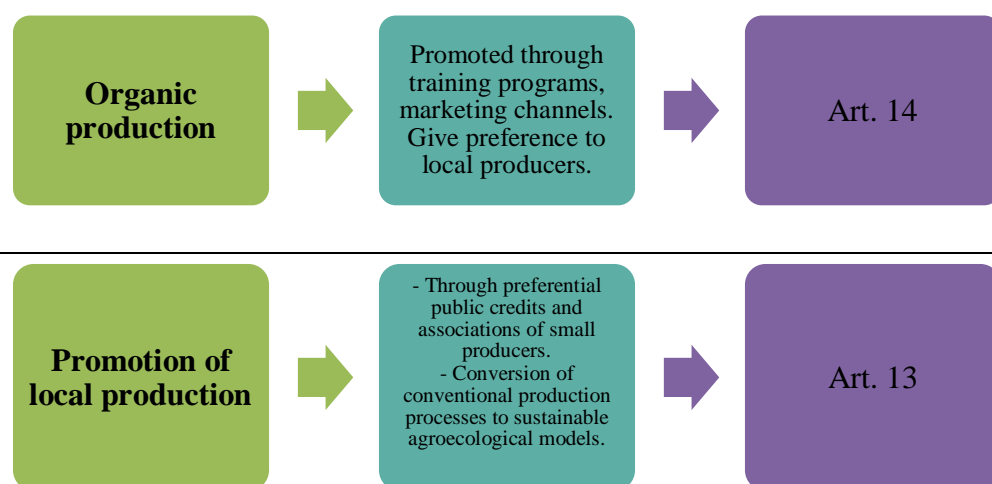 Organic
production
Promoted through
training programs,
marketing channels.
Give preference to
local producers.
Art. 14
Promotion of
local production
- Through preferential
public credits and
associations of small
producers.
- Conversion of
conventional production
processes to sustainable
agroecological models.
Art. 13